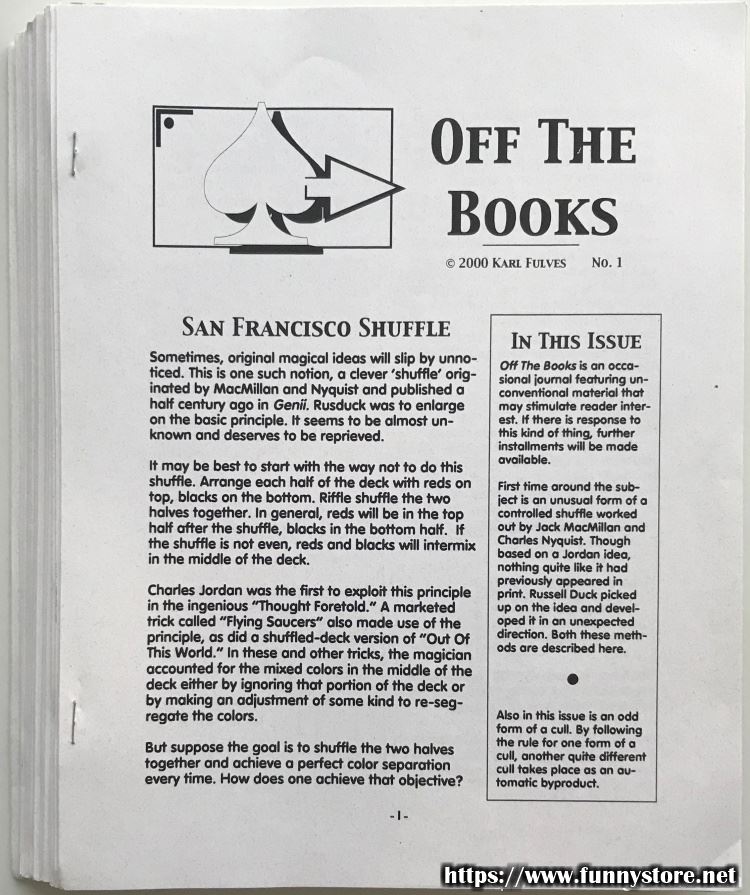 OFF THE
BOOKS
© 2000 KARL FULVES No. 1
SAN FRANCISCO SHUFFLE
Sometimes, original magical ideas will slip by unno-
ticed. This is one such notion, a clever ‘shuffle’ orig-
inated by MacMillan and Nyquist and published a
half century ago in Genii. Rusduck was to enlarge
on the basic principle. It seems to be almost un-
known and deserves to be reprieved.
It may be best to start with the way not to do this
shuffle. Arrange each half of the deck with reds on
top, blacks on the bottom. Riffle shuffle the two
halves together. In general, reds will be in the top
half after the shuffle, blacks in the bottom half. If
the shuffle is not even, reds and blacks will intermix
in the middle of the deck.
Charles Jordan was the first to exploit this principle
in the ingenious “Thought Foretold.” A marketed
trick called “Flying Saucers” also made use of the
principle, as did a shuffled-deck version of “Out Of
This World.” In these and other tricks, the magician
accounted for the mixed colors in the middle of the
deck either by ignoring that portion of the deck or
by making an adjustment of some kind to re-seg-
regate the colors.
But suppose the goal is to shuffle the two halves
together and achieve a perfect color separation
every time. How does one achieve that objective?
IN THIS ISSUE
Off The Books is an occa-
sional journal featuring un-
conventional material that
may stimulate reader inter-
est. If there is response to
this kind of thing, further
installments will be made
available.
First time around the sub-
ject is an unusual form of a
controlled shuffle worked
out by Jack MacMillan and
Charles Nyquist. Though
based on a Jordan idea,
nothing quite like it had
previously appeared in
print. Russell Duck picked
up on the idea and devel-
oped it in an unexpected
direction. Both these meth-
ods are described here.
Also in this issue is an odd
form of a cull. By following
the rule for one form of a
cull, another quite different
cull takes place as an au-
tomatic byproduct.
-1-
https://www.funnystore.net